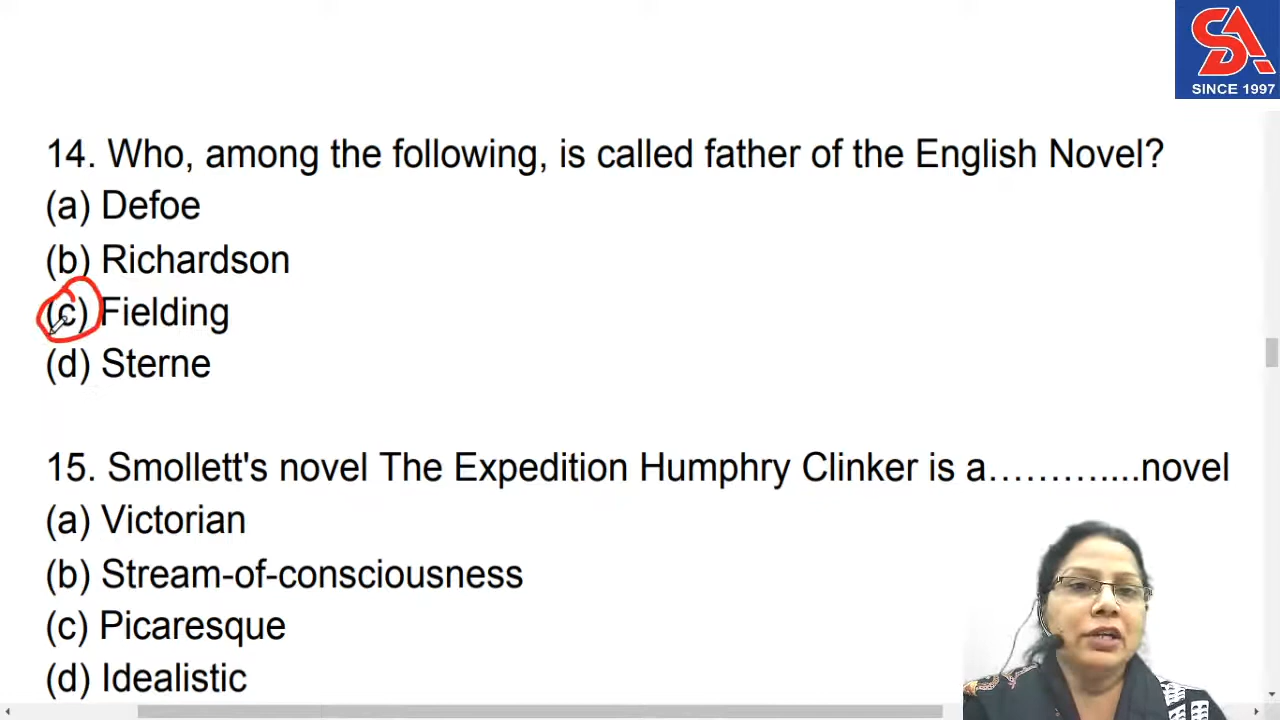 SA
SINCE 1997
14. Who, among the following, is called father of the English Novel?
(a) Defoe
(b) Richardson
(c) Fielding
(d) Sterne
15. Smollett's novel The Expedition Humphry Clinker is a………....novel
(a) Victorian
(b) Stream-of-consciousness
(c) Picaresque
(d) Idealistic